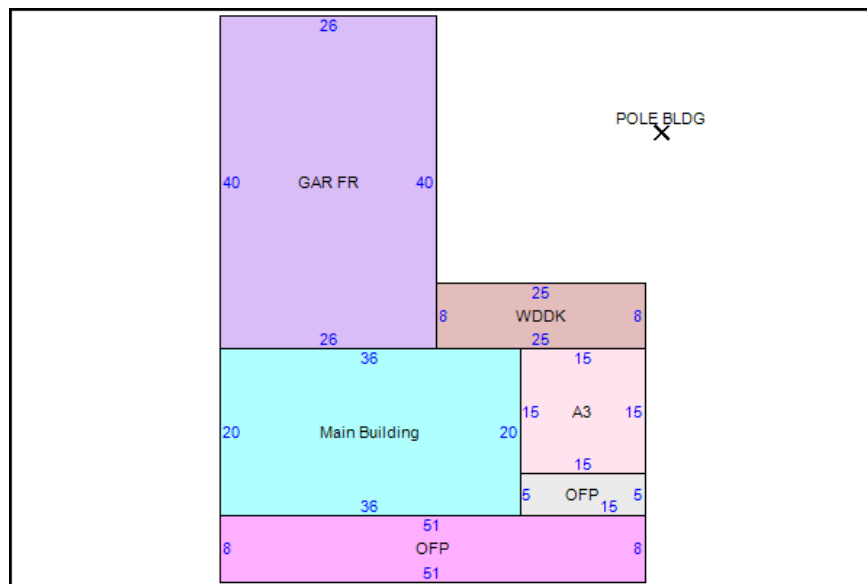 26
POLE BLDG
40 GAR FR 40
25
8 WDDK 8
26 25
36 15
15 A3 15
20 Main Building 20
15
5 OFP 5
36 15
51
8 OFP 8
51